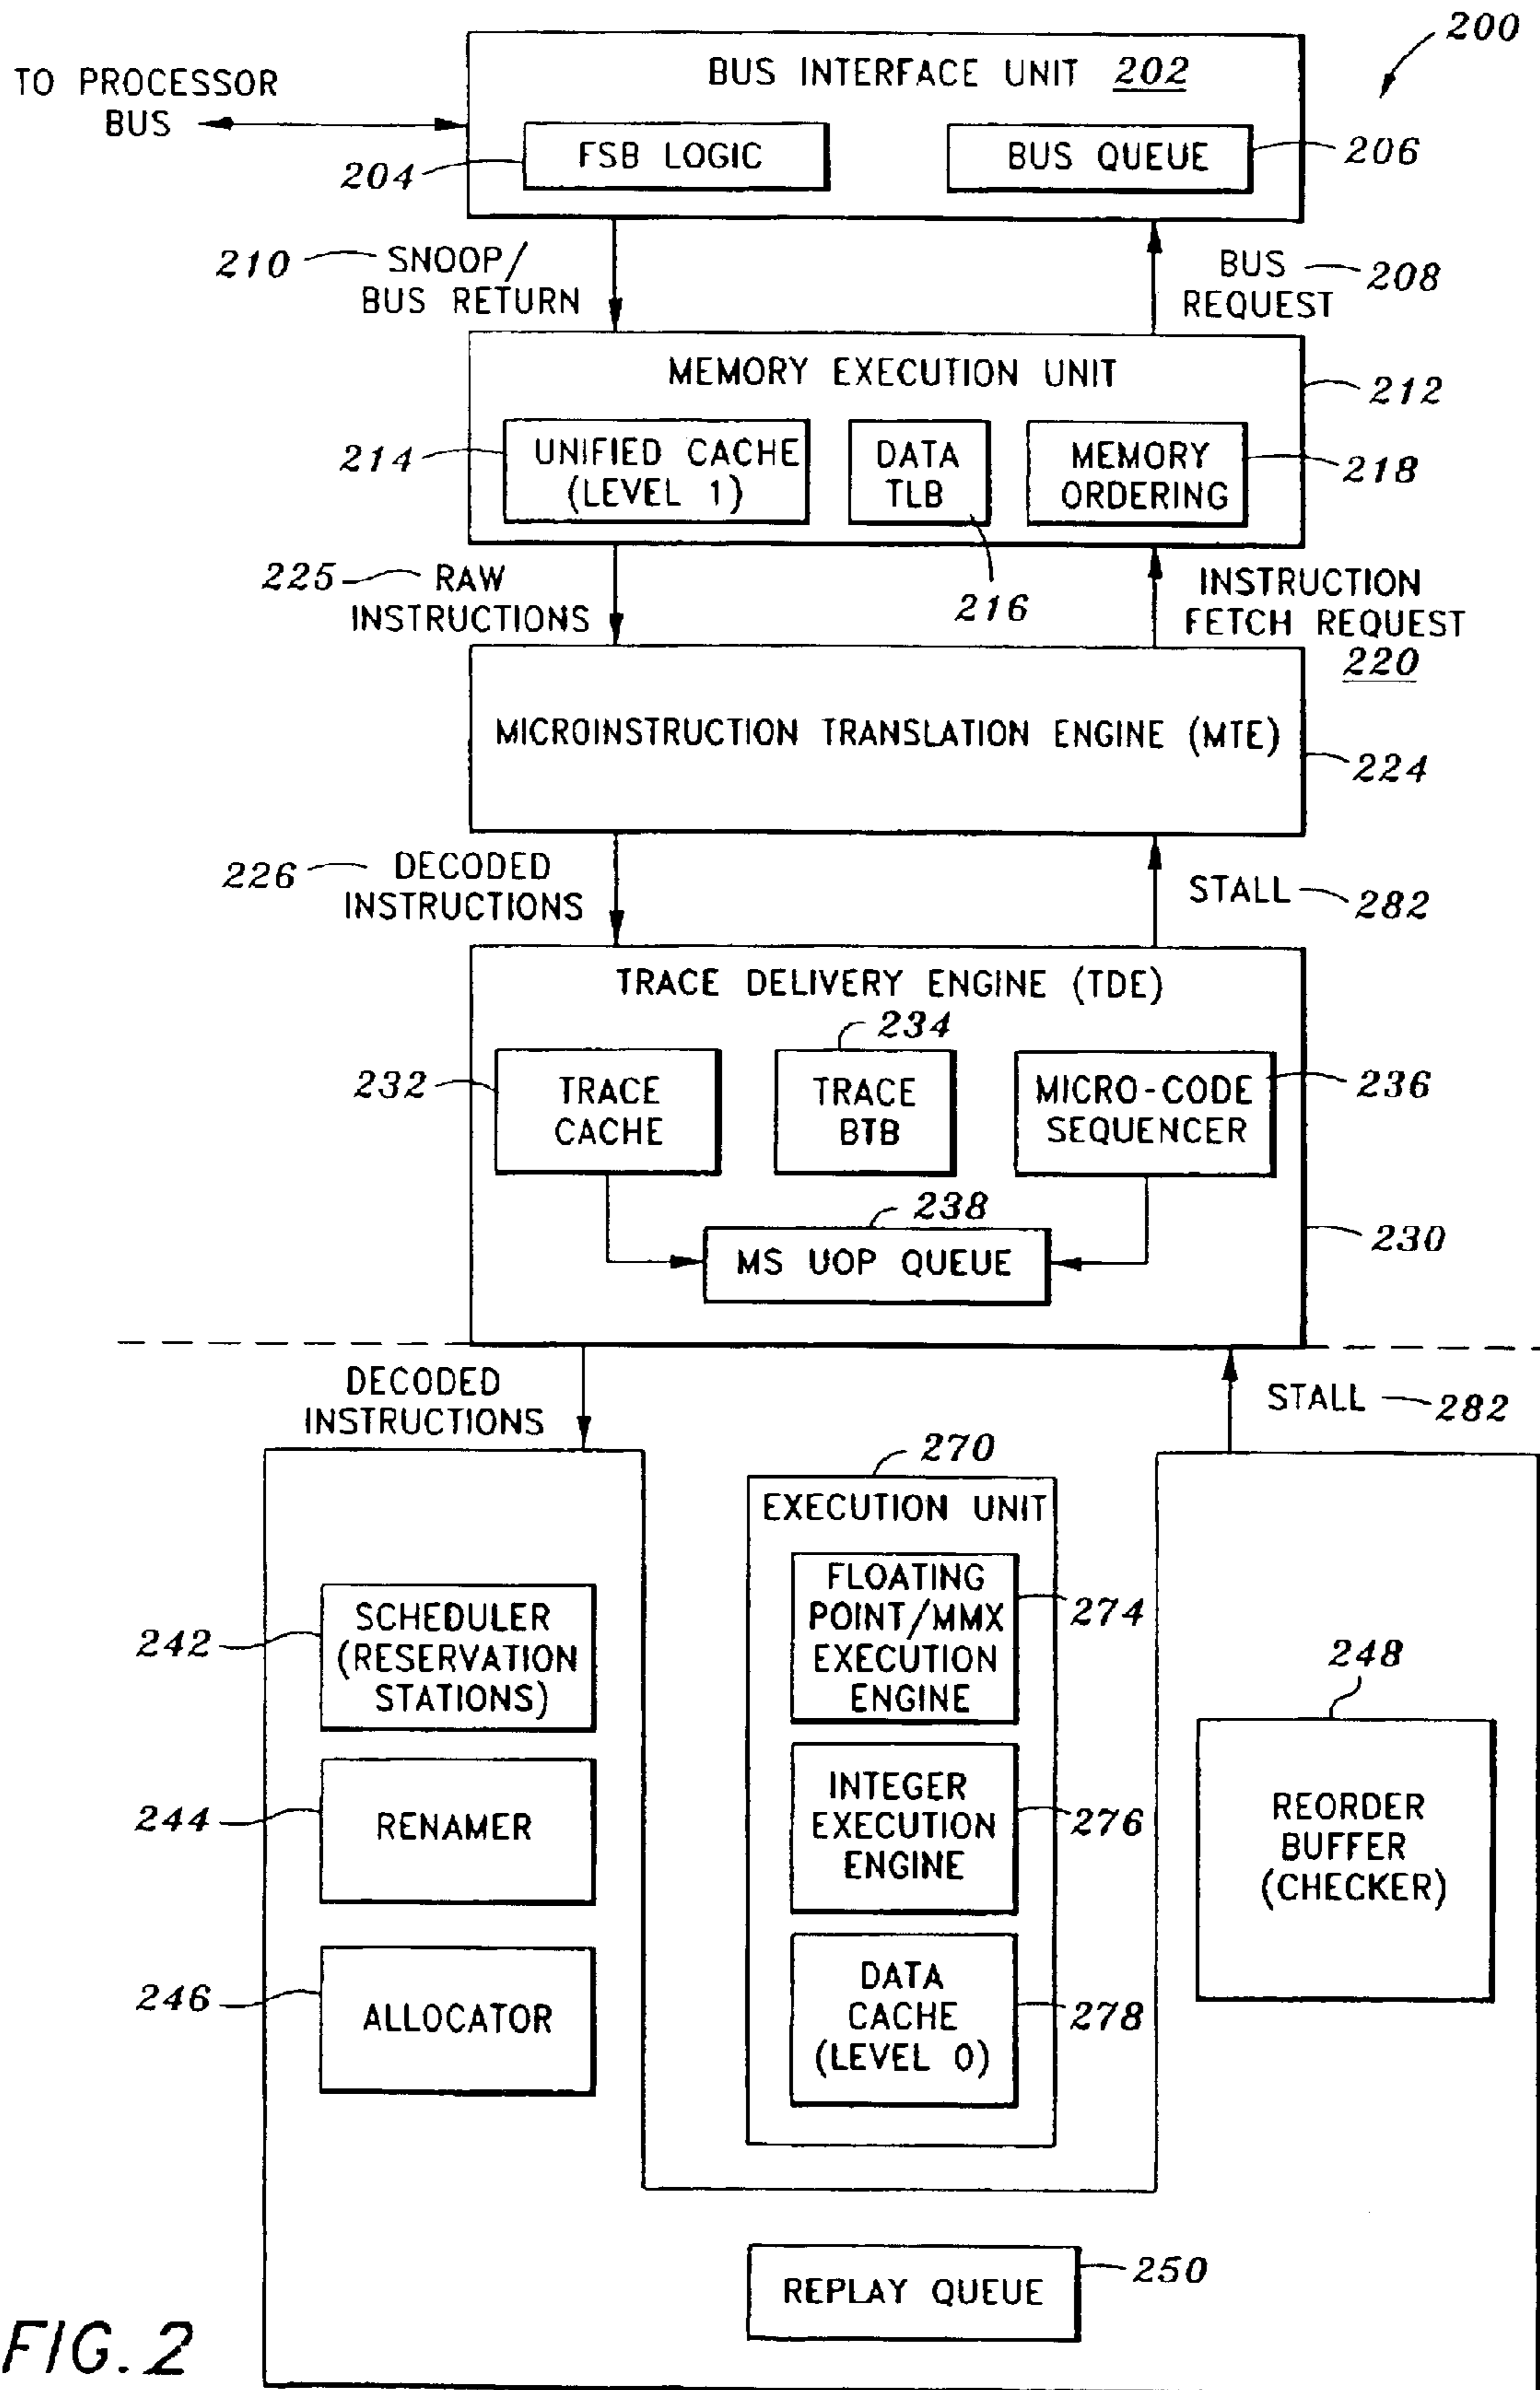 200
TO PROCESSOR
BUS
BUS INTERFACE UNIT 202
204
FSB LOGIC
BUS QUEUE
206
210
SNOOP/
BUS RETURN
BUS
REQUEST
208
MEMORY EXECUTION UNIT
212
214
UNIFIED CACHE
(LEVEL 1)
DATA
TLB
216
MEMORY
ORDERING
218
225
RAW
INSTRUCTIONS
INSTRUCTION
FETCH REQUEST
220
MICROINSTRUCTION TRANSLATION ENGINE (MTE)
224
226
DECODED
INSTRUCTIONS
STALL
282
TRACE DELIVERY ENGINE (TDE)
232
TRACE
CACHE
234
TRACE
BTB
MICRO-CODE
SEQUENCER
236
238
MS UOP QUEUE
230
DECODED
INSTRUCTIONS
STALL
282
270
EXECUTION UNIT
242
SCHEDULER
(RESERVATION
STATIONS)
FLOATING
POINT/MMX
EXECUTION
ENGINE
274
244
RENAMER
INTEGER
EXECUTION
ENGINE
276
248
REORDER
BUFFER
(CHECKER)
246
ALLOCATOR
DATA
CACHE
(LEVEL 0)
278
REPLAY QUEUE
250
FIG. 2